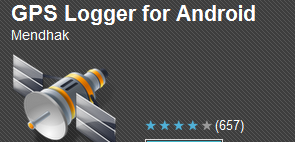 GPS Logger for Android
Mendhak
(657)